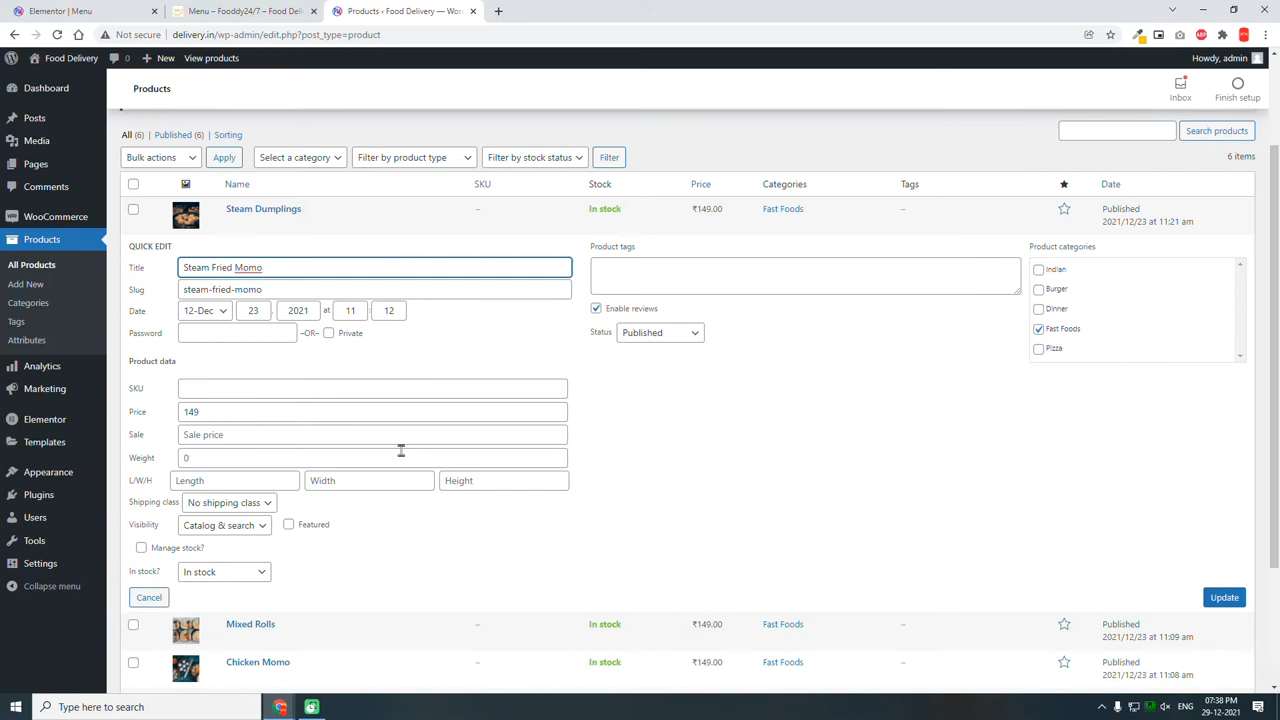 Elementor | Menu
Menu – Fooddy24/7 – Food Deli
Products ‹ Food Delivery — Woo
Not secure | delivery.in/wp-admin/edit.php?post_type=product
Food Delivery 0 New View products Howdy, admin
Dashboard
Posts
Media
Pages
Comments
WooCommerce
Products
All Products
Add New
Categories
Tags
Attributes
Analytics
Marketing
Elementor
Templates
Appearance
Plugins
Users
Tools
Settings
Collapse menu
Products
Inbox
Finish setup
All (6) | Published (6) | Sorting
Search products
Bulk actions Apply Select a category Filter by product type Filter by stock status Filter
6 items
Name SKU Stock Price Categories Tags Date
Steam Dumplings – In stock ₹149.00 Fast Foods – Published
2021/12/23 at 11:21 am
QUICK EDIT
Title Steam Fried Momo
Slug steam-fried-momo
Date 12-Dec 23 , 2021 at 11 : 12
Password –OR– Private
Product data
SKU
Price 149
Sale Sale price
Weight 0
L/W/H Length Width Height
Shipping class No shipping class
Visibility Catalog & search Featured
Manage stock?
In stock? In stock
Cancel
Product tags
Enable reviews
Status Published
Product categories
Indian
Burger
Dinner
Fast Foods
Pizza
Update
Mixed Rolls – In stock ₹149.00 Fast Foods – Published
2021/12/23 at 11:09 am
Chicken Momo – In stock ₹149.00 Fast Foods – Published
2021/12/23 at 11:08 am
Type here to search
ENG
07:38 PM
29-12-2021